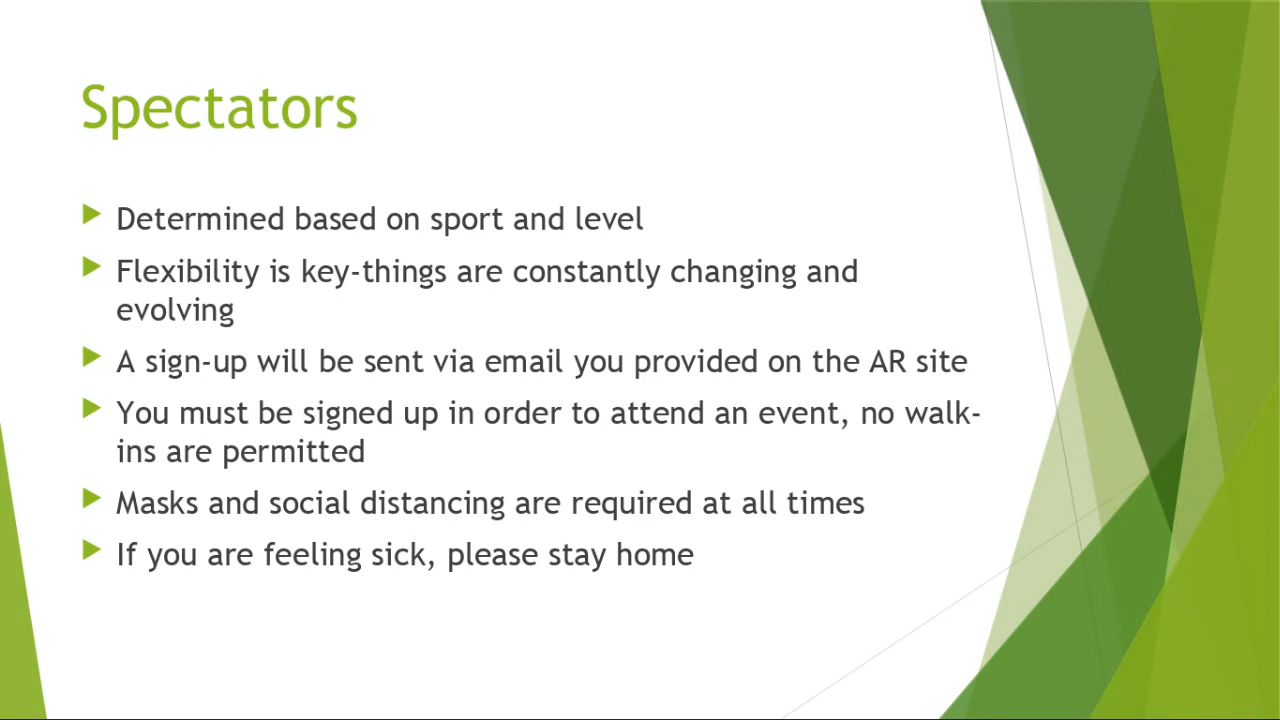 Spectators
Determined based on sport and level
Flexibility is key-things are constantly changing and
evolving
A sign-up will be sent via email you provided on the AR site
You must be signed up in order to attend an event, no walk-
ins are permitted
Masks and social distancing are required at all times
If you are feeling sick, please stay home